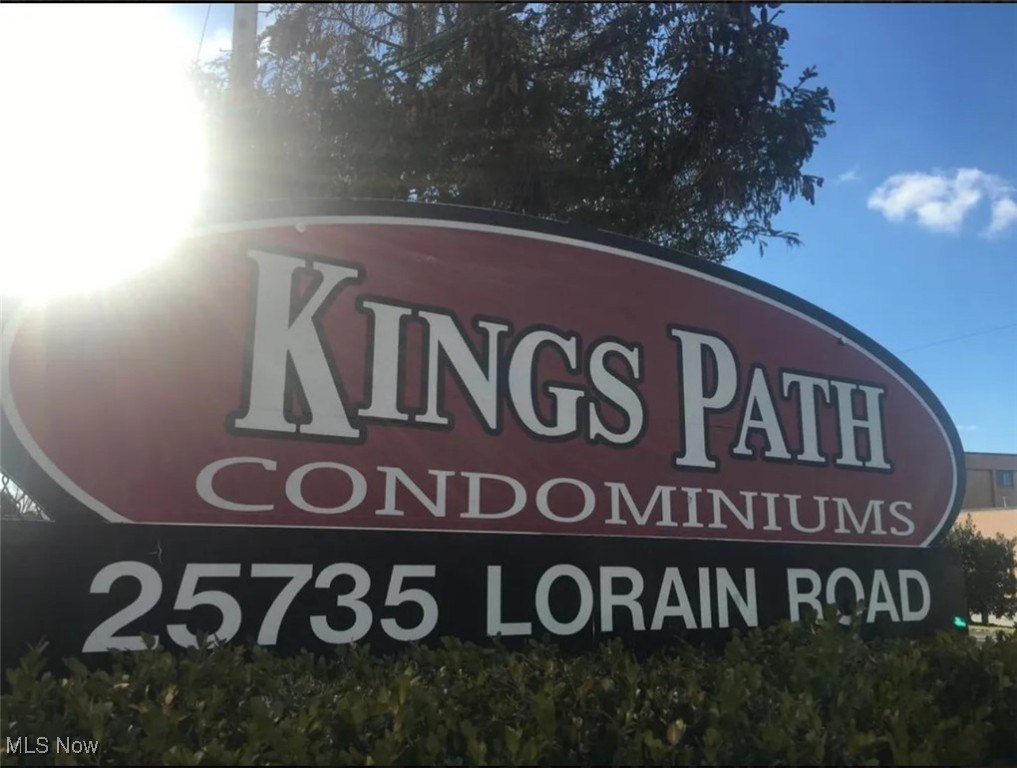 KINGS PATH
CONDOMINIUMS
25735 LORAIN ROAD
MLS Now